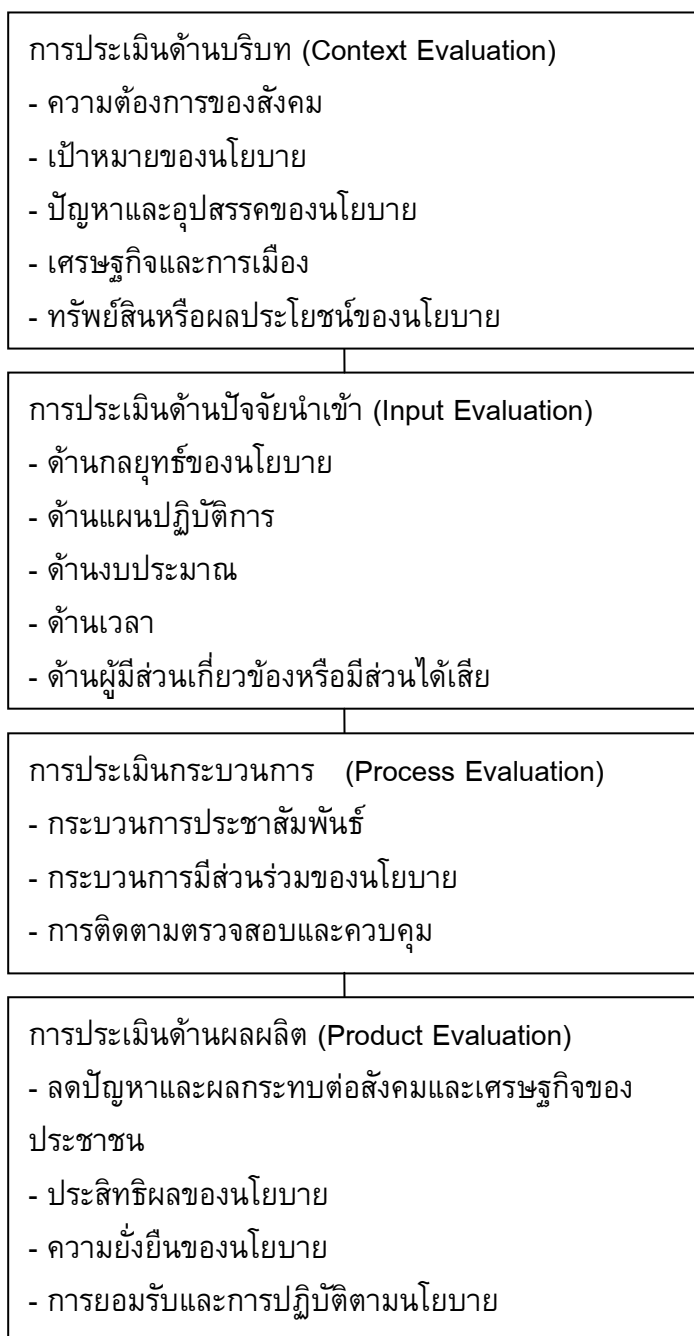 การประเมินด้านบริบท (Context Evaluation)
- ความต้องการของสังคม
- เป้าหมายของนโยบาย
- ปัญหาและอุปสรรคของนโยบาย
- เศรษฐกิจและการเมือง
- ทรัพย์สินหรือผลประโยชน์ของนโยบาย
การประเมินด้านปัจจัยนำเข้า (Input Evaluation)
- ด้านกลยุทธ์ของนโยบาย
- ด้านแผนปฏิบัติการ
- ด้านงบประมาณ
- ด้านเวลา
- ด้านผู้มีส่วนเกี่ยวข้องหรือมีส่วนได้เสีย
การประเมินกระบวนการ (Process Evaluation)
- กระบวนการประชาสัมพันธ์
- กระบวนการมีส่วนร่วมของนโยบาย
- การติดตามตรวจสอบและควบคุม
การประเมินด้านผลผลิต (Product Evaluation)
- ลดปัญหาและผลกระทบต่อสังคมและเศรษฐกิจของ
ประชาชน
- ประสิทธิผลของนโยบาย
- ความยั่งยืนของนโยบาย
- การยอมรับและการปฏิบัติตามนโยบาย